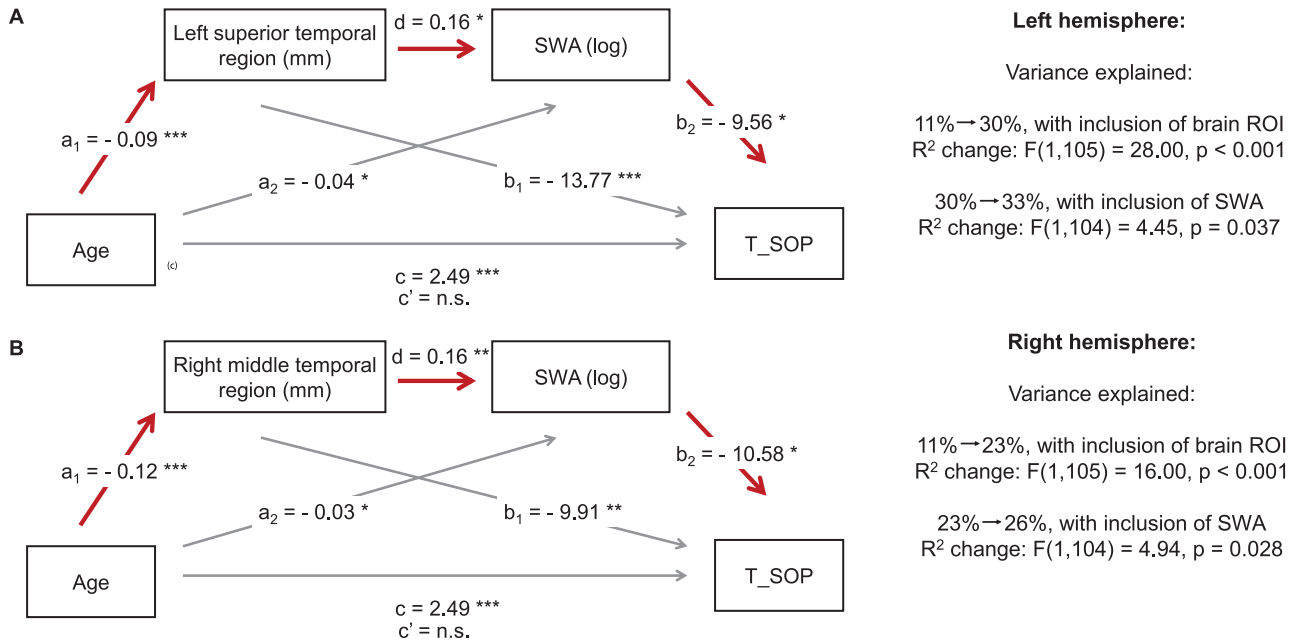 A
Left superior temporal
region (mm)
d = 0.16 *
SWA (log)
a₁ = - 0.09 ***
b₂ = - 9.56 *
a₂ = - 0.04 *
b₁ = - 13.77 ***
Age
(c)
T_SOP
c = 2.49 ***
c' = n.s.
Left hemisphere:
Variance explained:
11%→30%, with inclusion of brain ROI
R² change: F(1,105) = 28.00, p < 0.001
30%→33%, with inclusion of SWA
R² change: F(1,104) = 4.45, p = 0.037
B
Right middle temporal
region (mm)
d = 0.16 **
SWA (log)
a₁ = - 0.12 ***
b₂ = - 10.58 *
a₂ = - 0.03 *
b₁ = - 9.91 **
Age
T_SOP
c = 2.49 ***
c' = n.s.
Right hemisphere:
Variance explained:
11%→23%, with inclusion of brain ROI
R² change: F(1,105) = 16.00, p < 0.001
23%→26%, with inclusion of SWA
R² change: F(1,104) = 4.94, p = 0.028